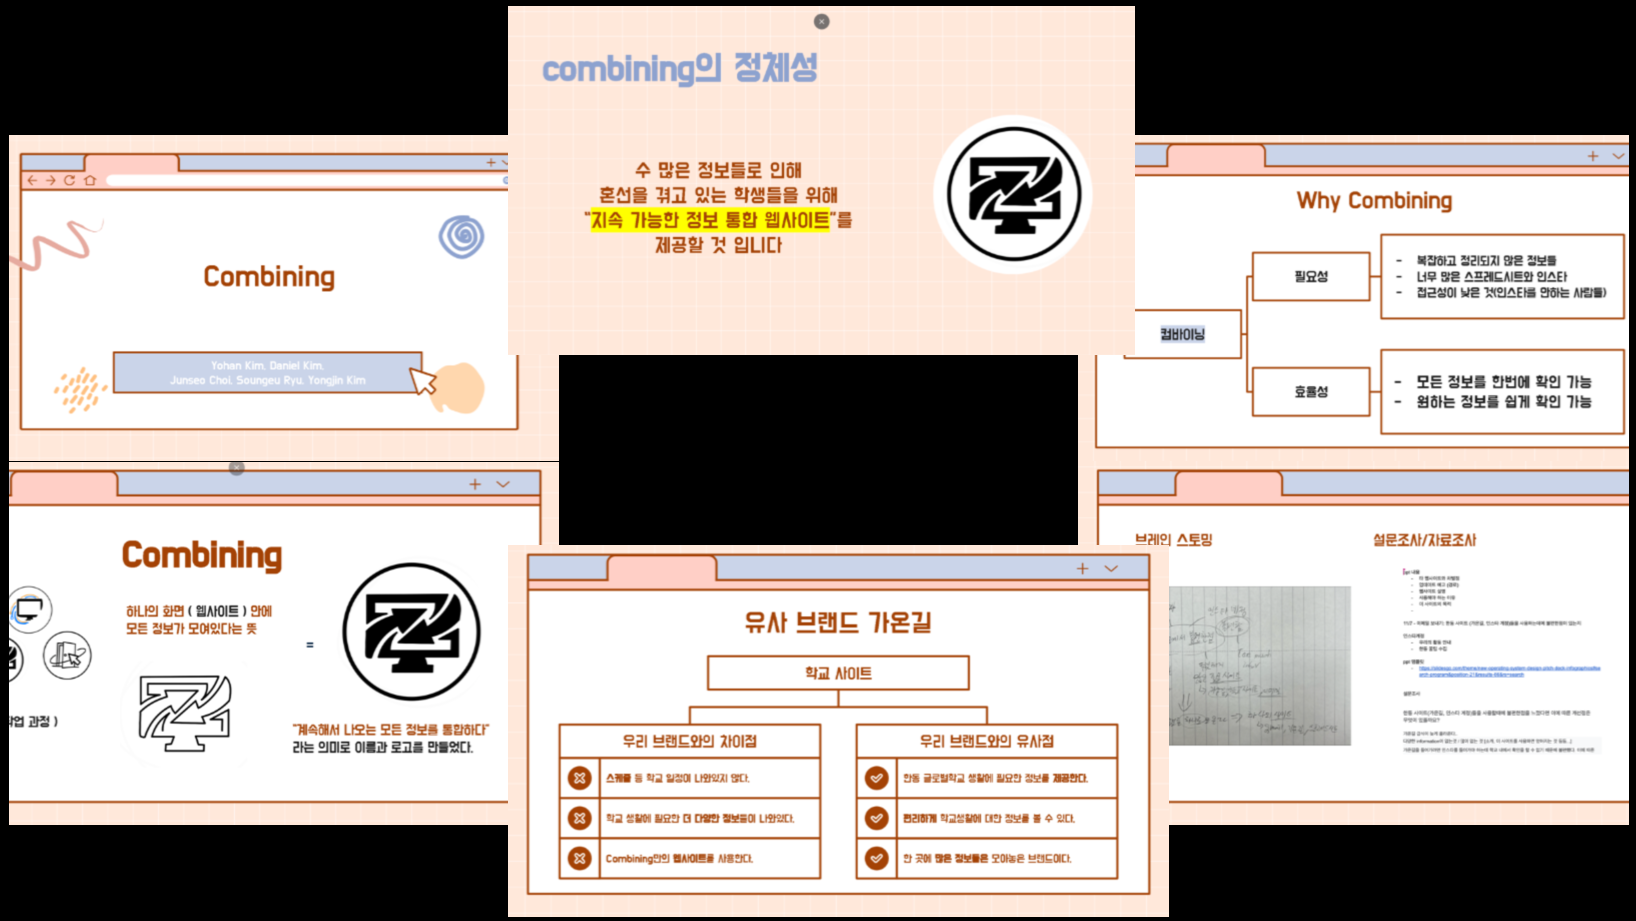 combining의 정체성
수 많은 정보들로 인해
혼선을 겪고 있는 학생들을 위해
"지속 가능한 정보 통합 웹사이트"를
제공할 것 입니다
Combining
Yohan Kim, Daniel Kim,
Junseo Choi, Soungeu Ryu, Yongjin Kim
Why Combining
컴바이닝
필요성
- 복잡하고 정리되지 않은 정보들
- 너무 많은 스프레드시트와 인스타
- 접근성이 낮은 것(인스타를 안하는 사람들)
효율성
- 모든 정보를 한번에 확인 가능
- 원하는 정보를 쉽게 확인 가능
Combining
하나의 화면 ( 웹사이트 ) 안에
모든 정보가 모여있다는 뜻
=
작업 과정 )
"계속해서 나오는 모든 정보를 통합하다"
라는 의미로 이름과 로고를 만들었다.
유사 브랜드 가온길
학교 사이트
우리 브랜드와의 차이점
스케줄 등 학교 일정이 나와있지 않다.
학교 생활에 필요한 더 다양한 정보들이 나와있다.
Combining만의 웹사이트를 사용한다.
우리 브랜드와의 유사점
한동 글로벌학교 생활에 필요한 정보를 제공한다.
편리하게 학교생활에 대한 정보를 볼 수 있다.
한 곳에 많은 정보들은 모아놓은 브랜드이다.
브레인 스토밍
설문조사/자료조사